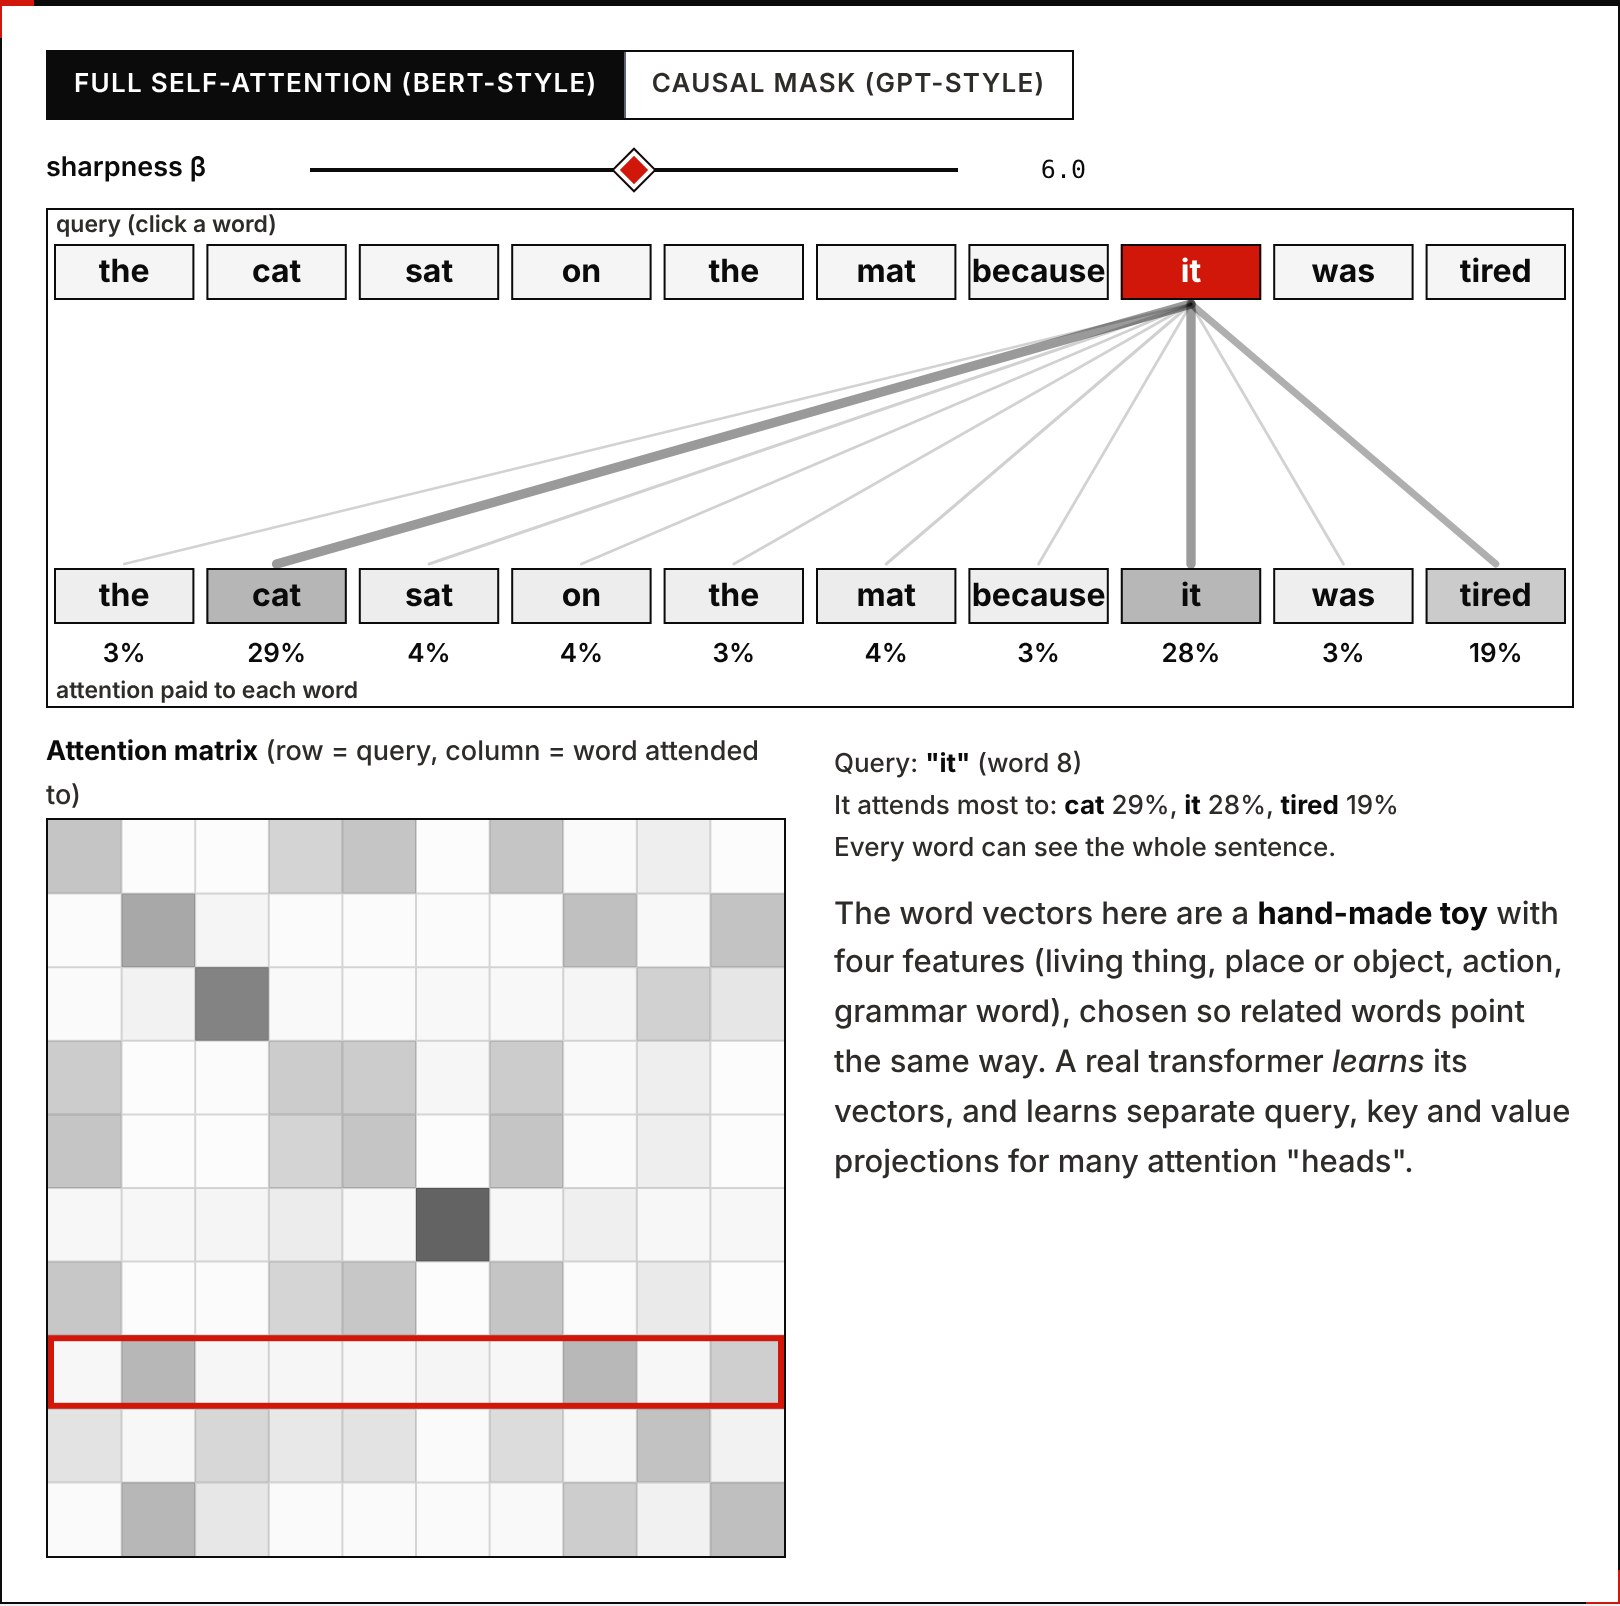 FULL SELF-ATTENTION (BERT-STYLE) CAUSAL MASK (GPT-STYLE)
sharpness β 6.0
query (click a word)
the cat sat on the mat because it was tired
the cat sat on the mat because it was tired
3% 29% 4% 4% 3% 4% 3% 28% 3% 19%
attention paid to each word
Attention matrix (row = query, column = word attended
to)
Query: "it" (word 8)
It attends most to: cat 29%, it 28%, tired 19%
Every word can see the whole sentence.
The word vectors here are a hand-made toy with
four features (living thing, place or object, action,
grammar word), chosen so related words point
the same way. A real transformer learns its
vectors, and learns separate query, key and value
projections for many attention "heads".